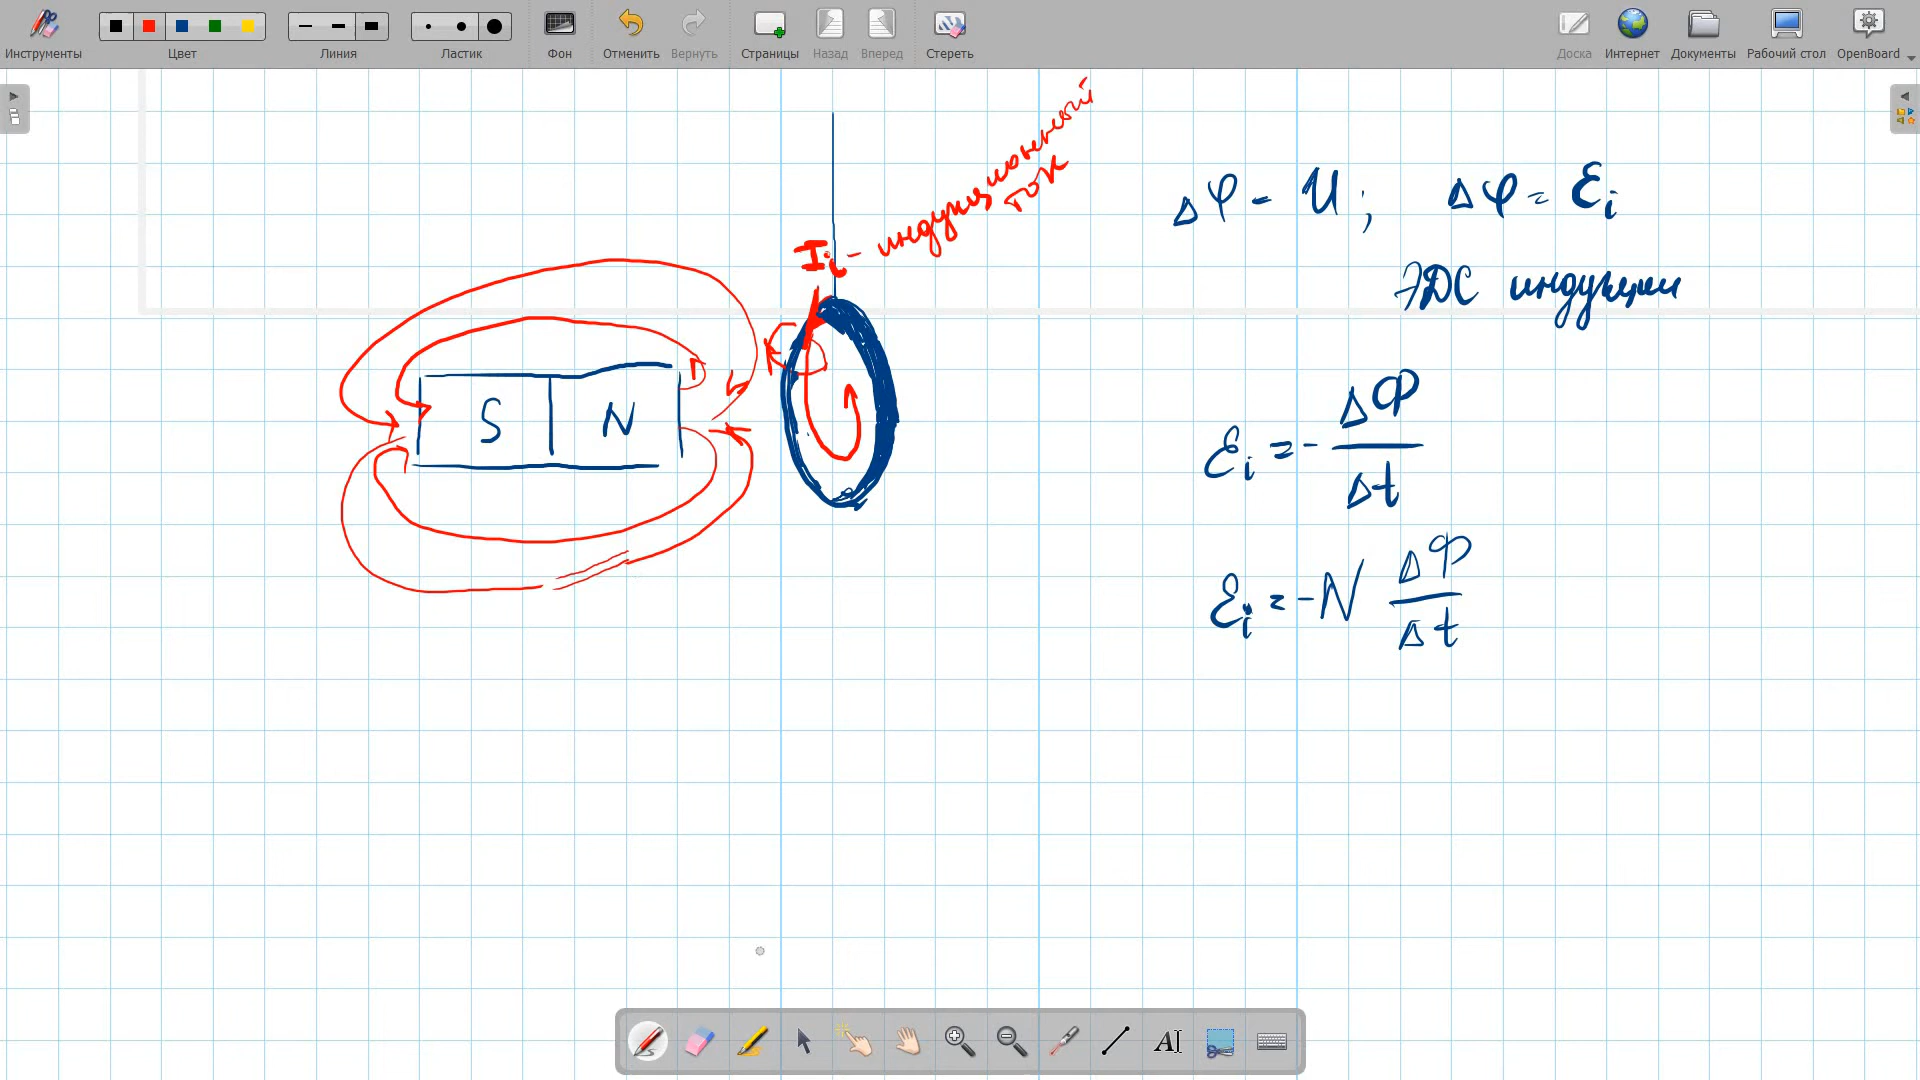 Инструменты Цвет Линия Ластик Фон Отменить Вернуть Страницы Назад Вперед Стереть Доска Интернет Документы Рабочий стол OpenBoard
Ii - индукционный
ток
Δφ = U; Δφ = Ɛi
ЭДС индукции
S N
Ɛi = - ΔΦ/Δt
Ɛi = -N ΔΦ/Δt
AI